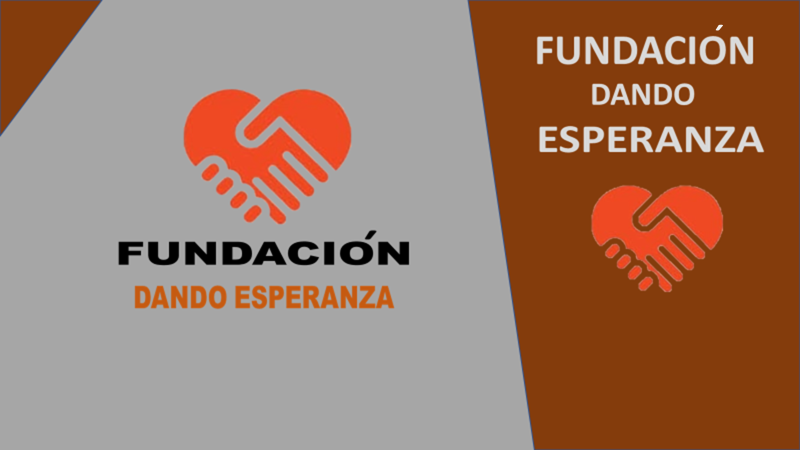 FUNDACIÓN
DANDO ESPERANZA
FUNDACIÓN
DANDO
ESPERANZA